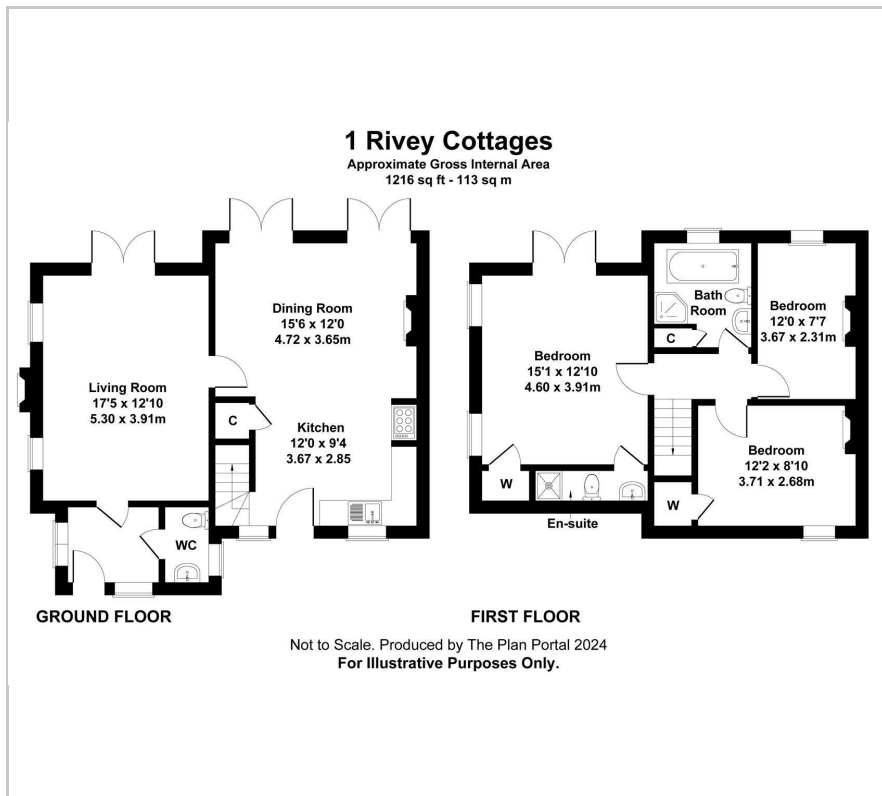 1 Rivey Cottages
Approximate Gross Internal Area
1216 sq ft - 113 sq m
Dining Room
15'6 x 12'0
4.72 x 3.65m
Living Room
17'5 x 12'10
5.30 x 3.91m
C
Kitchen
12'0 x 9'4
3.67 x 2.85
WC
GROUND FLOOR
Bath
Room
C
Bedroom
12'0 x 7'7
3.67 x 2.31m
Bedroom
15'1 x 12'10
4.60 x 3.91m
Bedroom
12'2 x 8'10
3.71 x 2.68m
W
W
En-suite
FIRST FLOOR
Not to Scale. Produced by The Plan Portal 2024
For Illustrative Purposes Only.